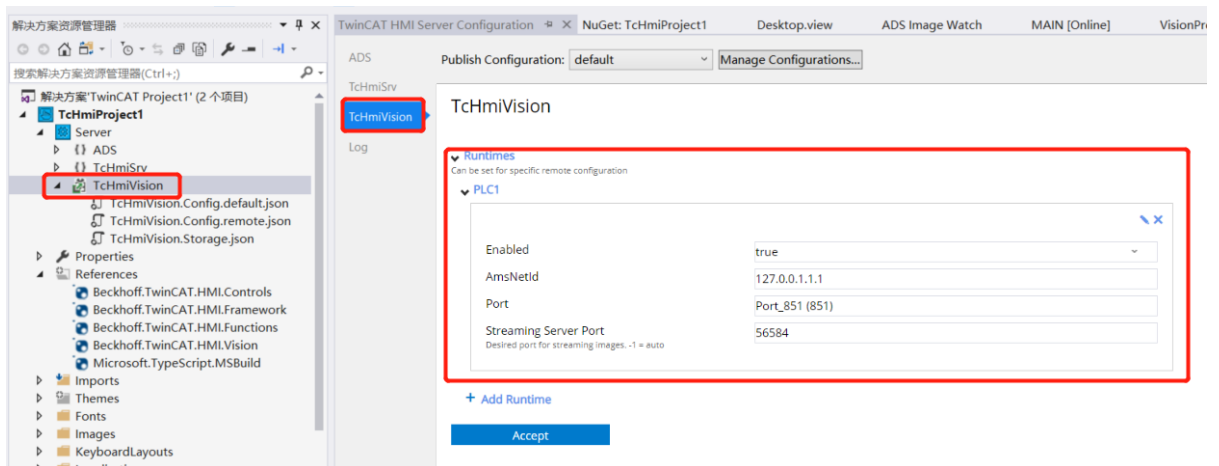 解决方案资源管理器
搜索解决方案资源管理器(Ctrl+;)
解决方案'TwinCAT Project1' (2 个项目)
TcHmiProject1
Server
{} ADS
{} TcHmiSrv
TcHmiVision
TcHmiVision.Config.default.json
TcHmiVision.Config.remote.json
TcHmiVision.Storage.json
Properties
References
Beckhoff.TwinCAT.HMI.Controls
Beckhoff.TwinCAT.HMI.Framework
Beckhoff.TwinCAT.HMI.Functions
Beckhoff.TwinCAT.HMI.Vision
Microsoft.TypeScript.MSBuild
Imports
Themes
Fonts
Images
KeyboardLayouts
TwinCAT HMI Server Configuration NuGet: TcHmiProject1 Desktop.view ADS Image Watch MAIN [Online] VisionPr
ADS
TcHmiSrv
TcHmiVision
Log
Publish Configuration: default Manage Configurations...
TcHmiVision
Runtimes
Can be set for specific remote configuration
PLC1
Enabled true
AmsNetId 127.0.0.1.1.1
Port Port_851 (851)
Streaming Server Port 56584
Desired port for streaming images. -1 = auto
+ Add Runtime
Accept